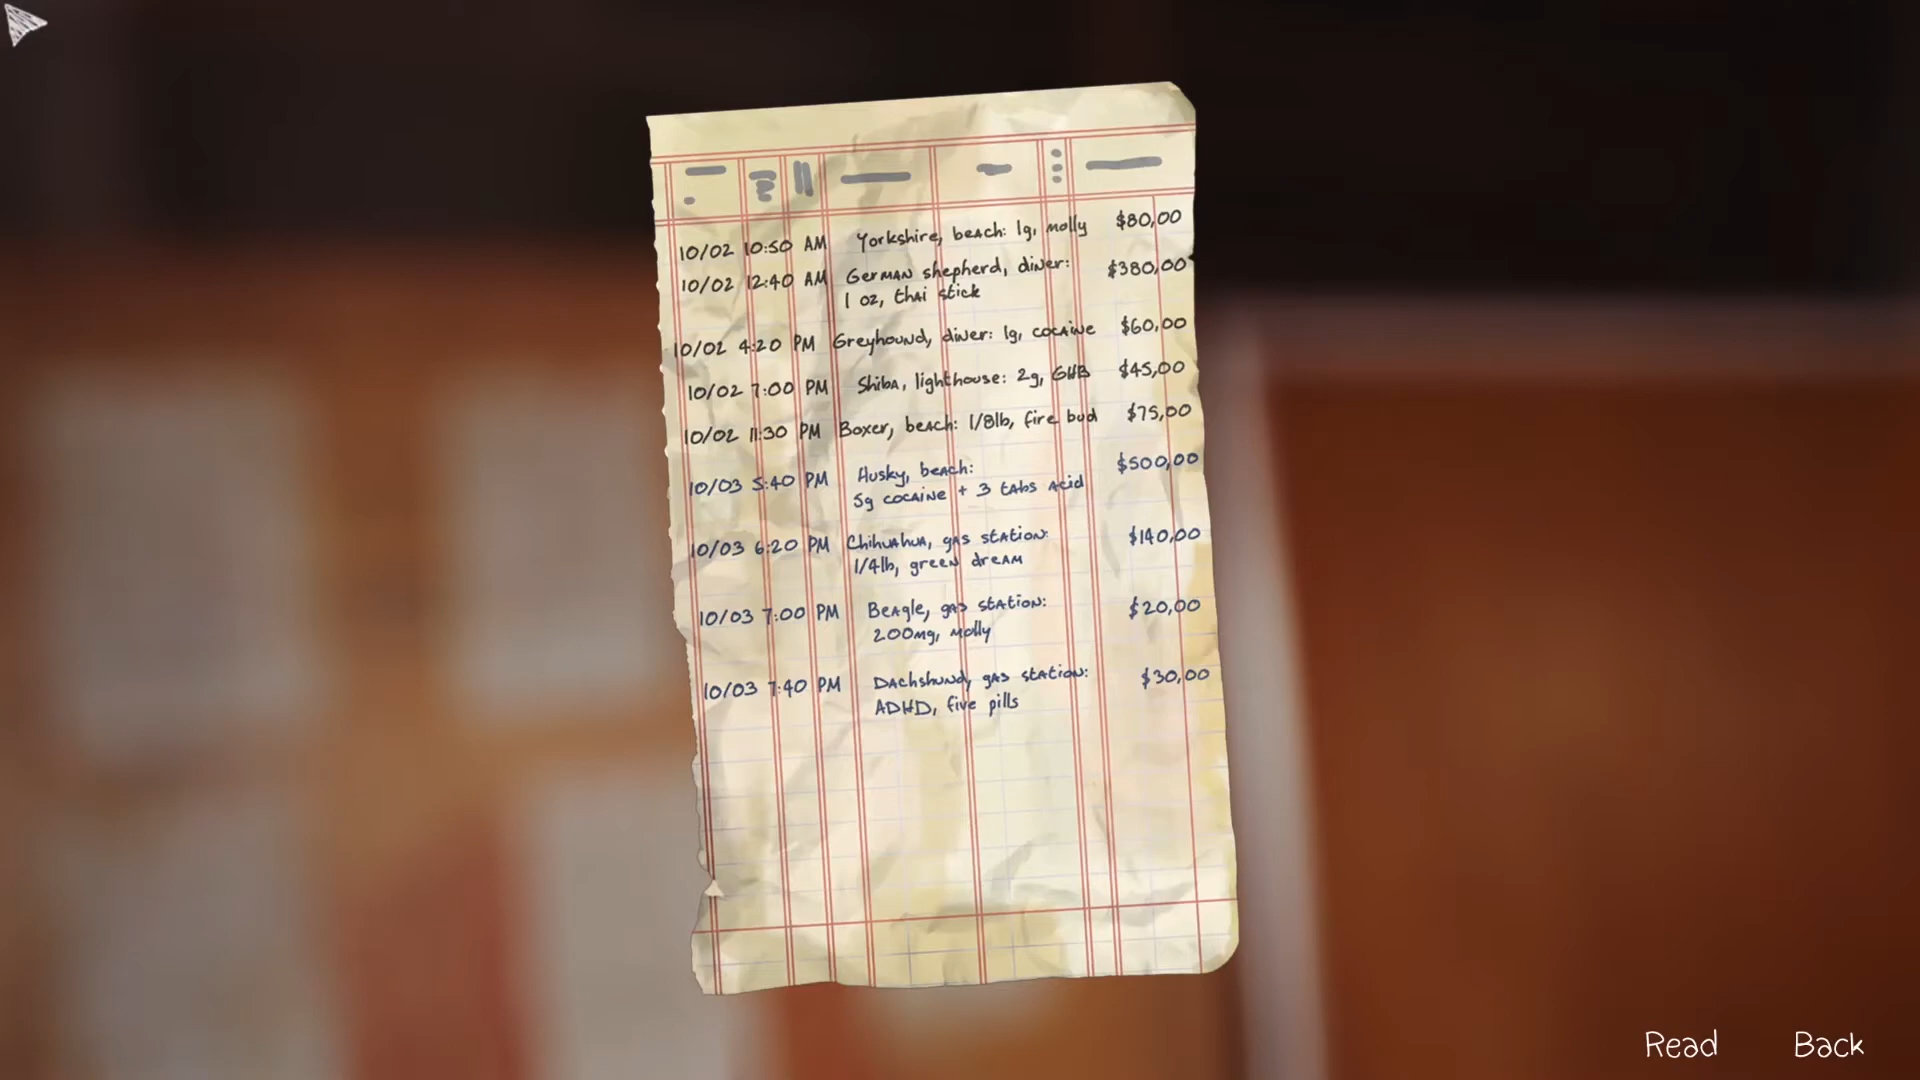 10/02 10:50 AM Yorkshire, beach: 1g, molly $80,00
10/02 12:40 AM German shepherd, diner: $380,00
1 oz, thai stick
10/02 4:20 PM Greyhound, diner: 1g, cocaine $60,00
10/02 7:00 PM Shiba, lighthouse: 2g, GHB $45,00
10/02 11:30 PM Boxer, beach: 1/8lb, fire bud $75,00
10/03 5:40 PM Husky, beach: $500,00
5g cocaine + 3 tabs acid
10/03 6:20 PM Chihuahua, gas station: $140,00
1/4lb, green dream
10/03 7:00 PM Beagle, gas station: $20,00
200mg, molly
10/03 7:40 PM Dachshund, gas station: $30,00
ADHD, five pills
Read Back